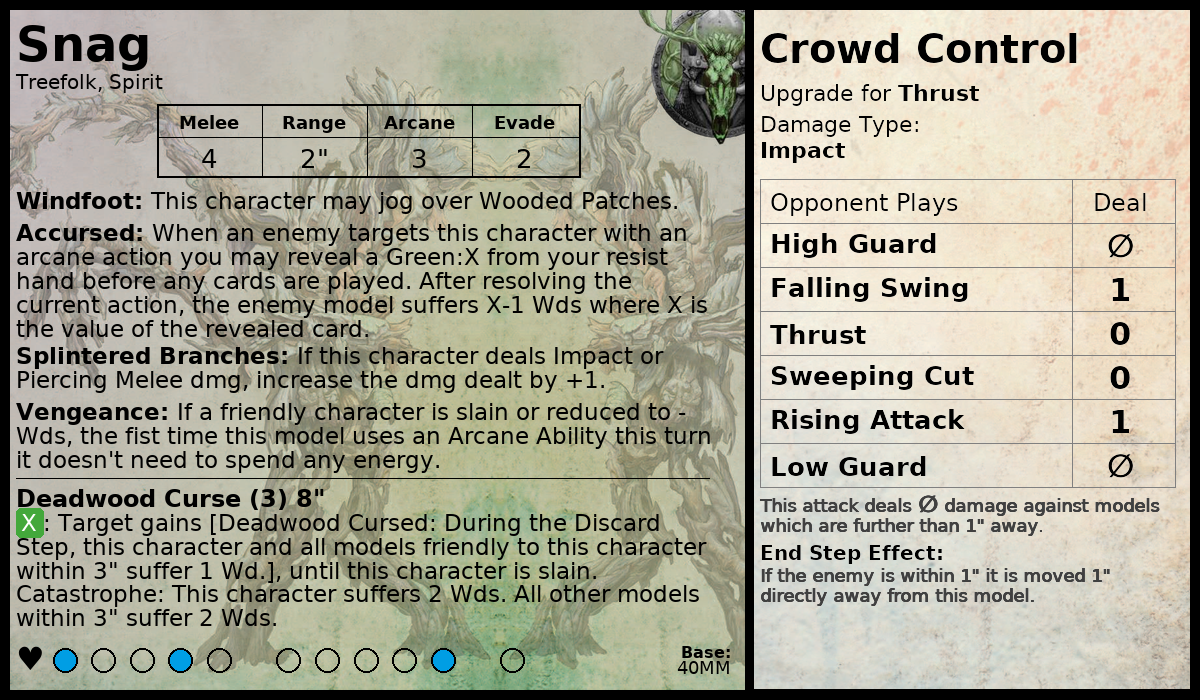 Snag
Treefolk, Spirit
Melee Range Arcane Evade
4 2" 3 2
Windfoot: This character may jog over Wooded Patches.
Accursed: When an enemy targets this character with an
arcane action you may reveal a Green:X from your resist
hand before any cards are played. After resolving the
current action, the enemy model suffers X-1 Wds where X is
the value of the revealed card.
Splintered Branches: If this character deals Impact or
Piercing Melee dmg, increase the dmg dealt by +1.
Vengeance: If a friendly character is slain or reduced to -
Wds, the fist time this model uses an Arcane Ability this turn
it doesn't need to spend any energy.
Deadwood Curse (3) 8"
X: Target gains [Deadwood Cursed: During the Discard
Step, this character and all models friendly to this character
within 3" suffer 1 Wd.], until this character is slain.
Catastrophe: This character suffers 2 Wds. All other models
within 3" suffer 2 Wds.
Base:
40MM
Crowd Control
Upgrade for Thrust
Damage Type:
Impact
Opponent Plays Deal
High Guard ∅
Falling Swing 1
Thrust 0
Sweeping Cut 0
Rising Attack 1
Low Guard ∅
This attack deals ∅ damage against models
which are further than 1" away.
End Step Effect:
If the enemy is within 1" it is moved 1"
directly away from this model.